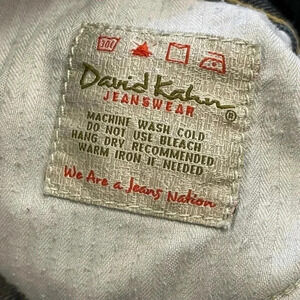 30°
David Kahn
JEANSWEAR ®
MACHINE WASH COLD
DO NOT USE BLEACH
HANG DRY RECOMMENDED
WARM IRON IF NEEDED
We Are a Jeans Nation